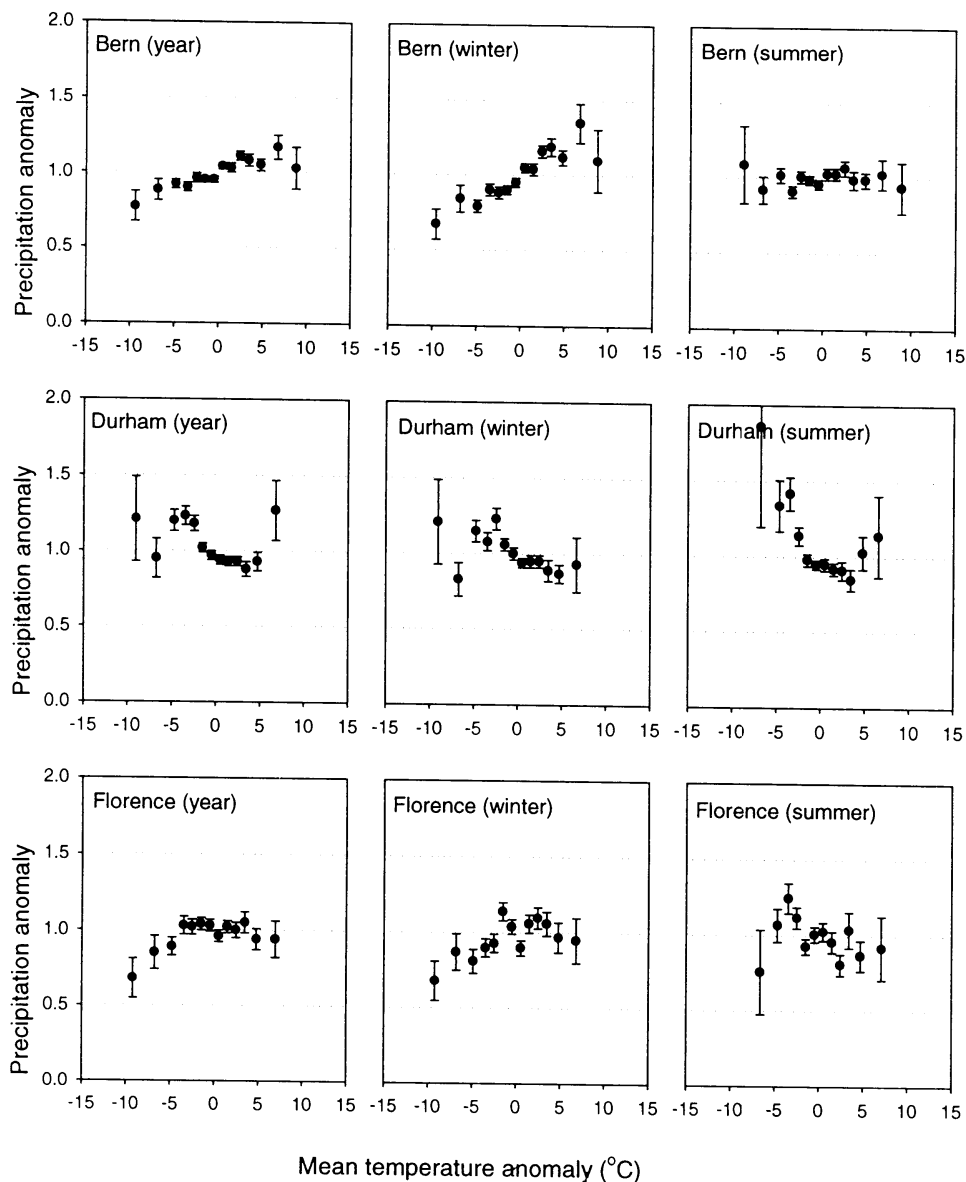 2.0
Bern (year)
Bern (winter)
Bern (summer)
1.5
1.0
0.5
0.0
Precipitation anomaly
-15 -10 -5 0 5 10 15
-15 -10 -5 0 5 10 15
-15 -10 -5 0 5 10 15
2.0
Durham (year)
Durham (winter)
Durham (summer)
1.5
1.0
0.5
0.0
Precipitation anomaly
-15 -10 -5 0 5 10 15
-15 -10 -5 0 5 10 15
-15 -10 -5 0 5 10 15
2.0
Florence (year)
Florence (winter)
Florence (summer)
1.5
1.0
0.5
0.0
Precipitation anomaly
-15 -10 -5 0 5 10 15
-15 -10 -5 0 5 10 15
-15 -10 -5 0 5 10 15
Mean temperature anomaly (°C)